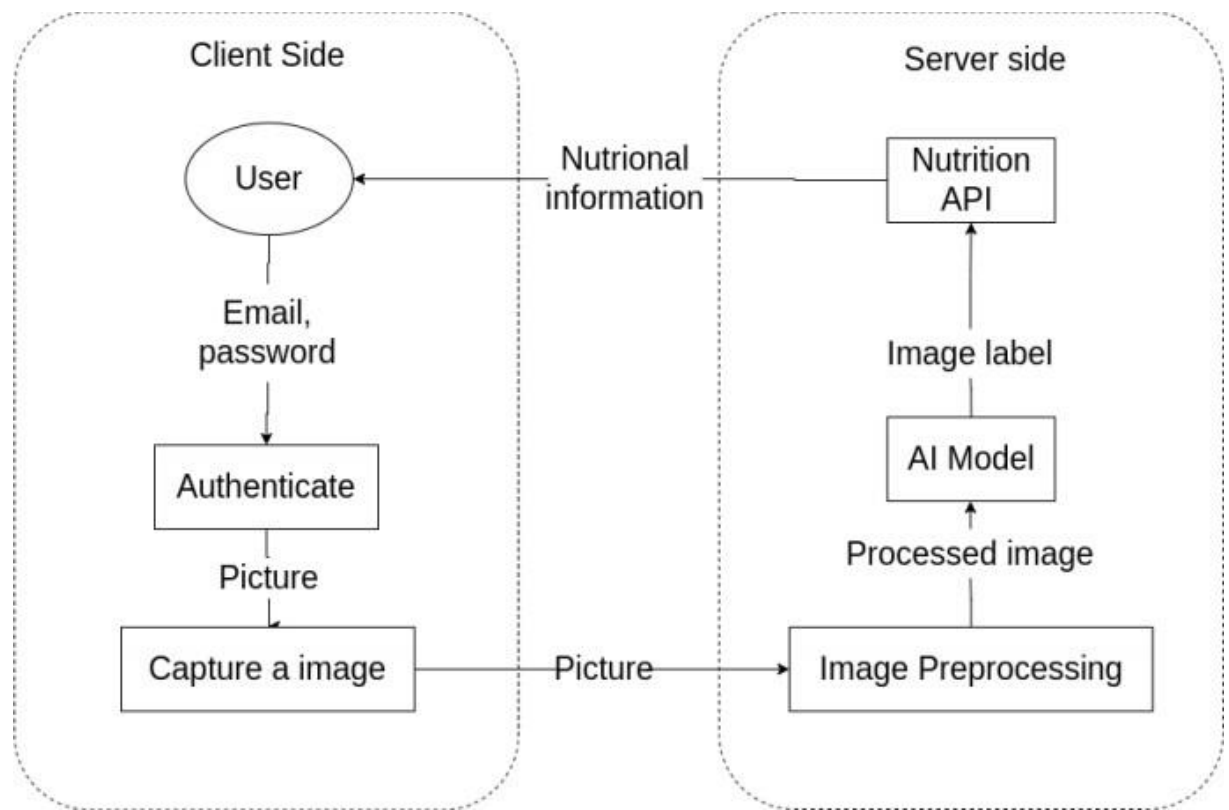 Client Side
Server side
User
Nutrional
information
Nutrition
API
Email,
password
Image label
Authenticate
AI Model
Picture
Processed image
Capture a image
Picture
Image Preprocessing